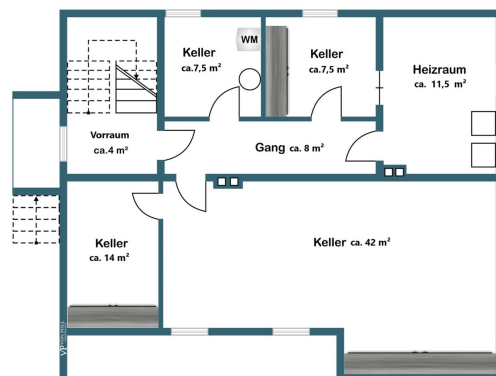 WM
Keller
ca.7,5 m²
Keller
ca.7,5 m²
Heizraum
ca. 11,5 m²
Vorraum
ca.4 m²
Gang ca. 8 m²
Keller
ca. 14 m²
Keller ca. 42 m²